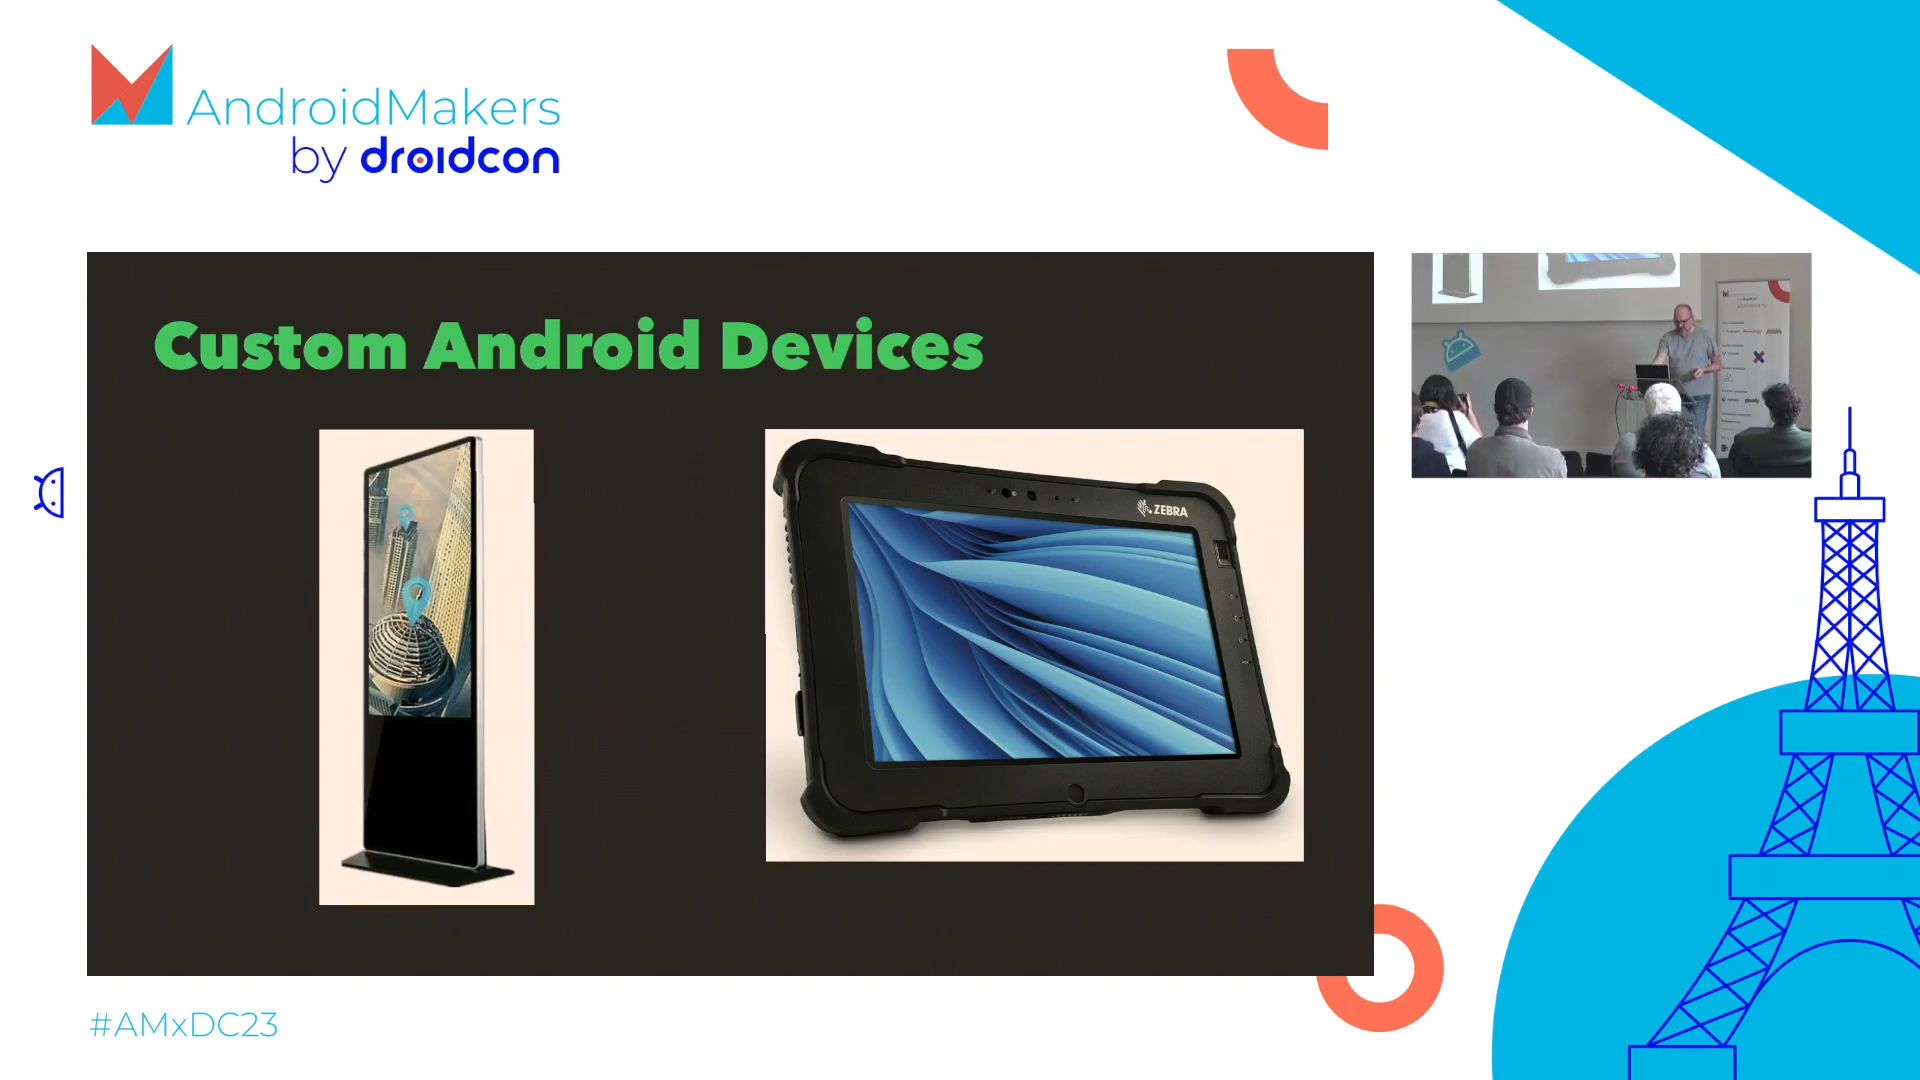 AndroidMakers
by droidcon
Custom Android Devices
ZEBRA
#AMxDC23